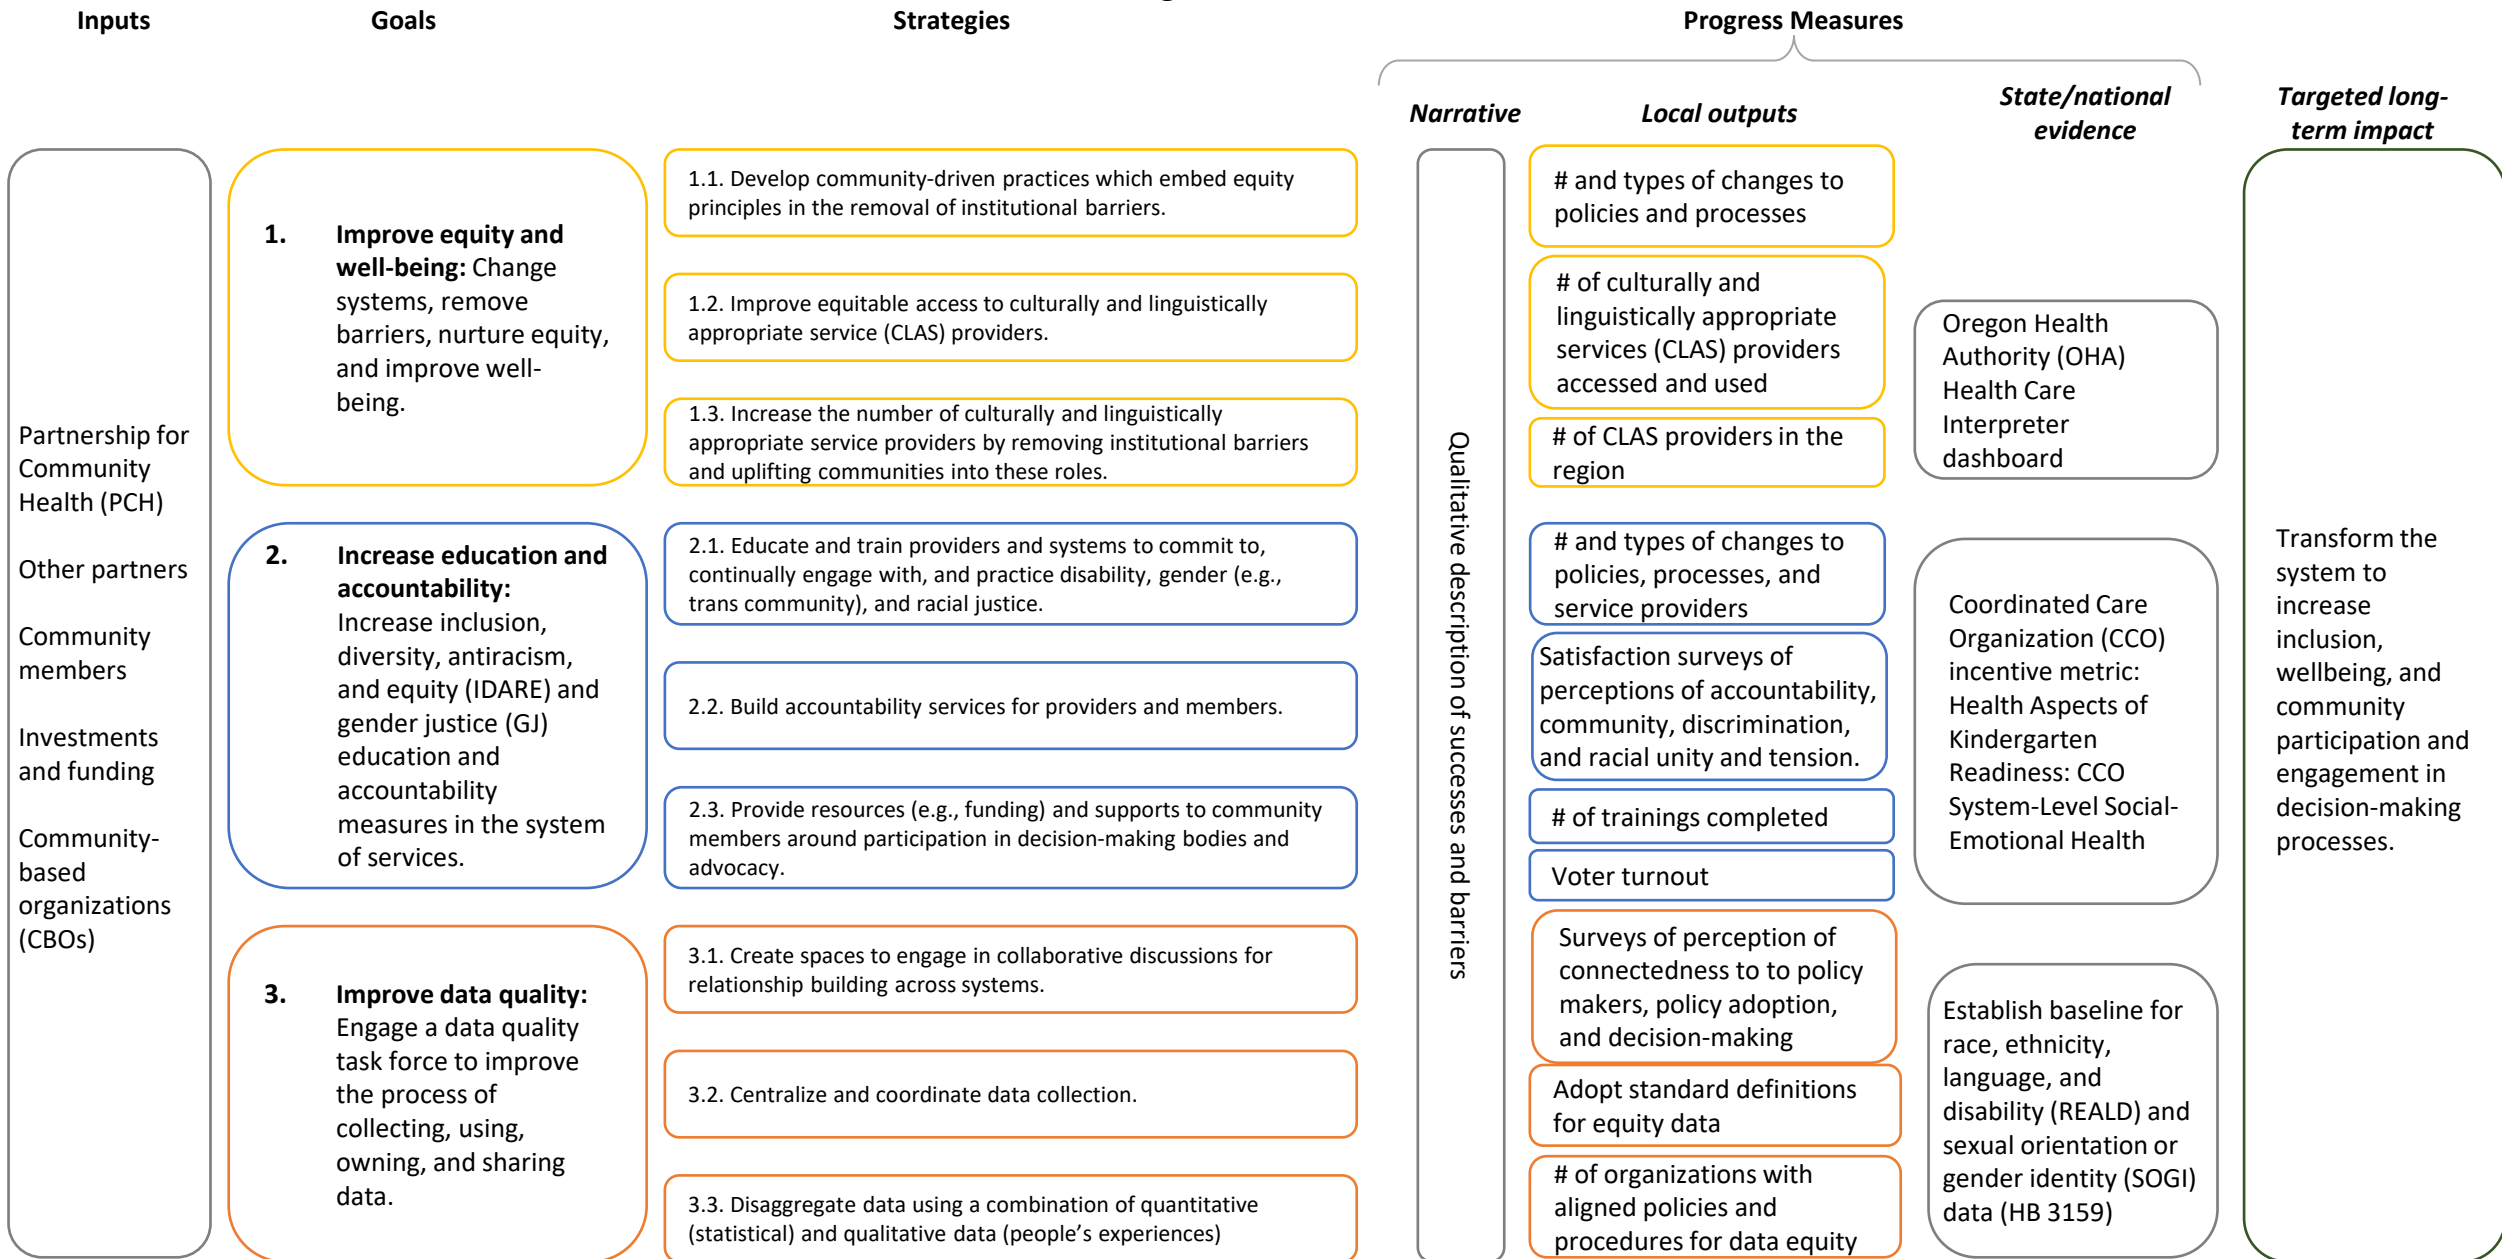 Inputs
Goals
Strategies
Progress Measures
Narrative
Local outputs
State/national
evidence
Targeted long-
term impact
Partnership for
Community
Health (PCH)
Other partners
Community
members
Investments
and funding
Community-
based
organizations
(CBOs)
1. Improve equity and
well-being: Change
systems, remove
barriers, nurture equity,
and improve well-
being.
1.1. Develop community-driven practices which embed equity
principles in the removal of institutional barriers.
1.2. Improve equitable access to culturally and linguistically
appropriate service (CLAS) providers.
1.3. Increase the number of culturally and linguistically
appropriate service providers by removing institutional barriers
and uplifting communities into these roles.
2. Increase education and
accountability:
Increase inclusion,
diversity, antiracism,
and equity (IDARE) and
gender justice (GJ)
education and
accountability
measures in the system
of services.
2.1. Educate and train providers and systems to commit to,
continually engage with, and practice disability, gender (e.g.,
trans community), and racial justice.
2.2. Build accountability services for providers and members.
2.3. Provide resources (e.g., funding) and supports to community
members around participation in decision-making bodies and
advocacy.
3. Improve data quality:
Engage a data quality
task force to improve
the process of
collecting, using,
owning, and sharing
data.
3.1. Create spaces to engage in collaborative discussions for
relationship building across systems.
3.2. Centralize and coordinate data collection.
3.3. Disaggregate data using a combination of quantitative
(statistical) and qualitative data (people’s experiences)
Qualitative description of successes and barriers
# and types of changes to
policies and processes
# of culturally and
linguistically appropriate
services (CLAS) providers
accessed and used
# of CLAS providers in the
region
# and types of changes to
policies, processes, and
service providers
Satisfaction surveys of
perceptions of accountability,
community, discrimination,
and racial unity and tension.
# of trainings completed
Voter turnout
Surveys of perception of
connectedness to to policy
makers, policy adoption,
and decision-making
Adopt standard definitions
for equity data
# of organizations with
aligned policies and
procedures for data equity
Oregon Health
Authority (OHA)
Health Care
Interpreter
dashboard
Coordinated Care
Organization (CCO)
incentive metric:
Health Aspects of
Kindergarten
Readiness: CCO
System-Level Social-
Emotional Health
Establish baseline for
race, ethnicity,
language, and
disability (REALD) and
sexual orientation or
gender identity (SOGI)
data (HB 3159)
Transform the
system to
increase
inclusion,
wellbeing, and
community
participation and
engagement in
decision-making
processes.